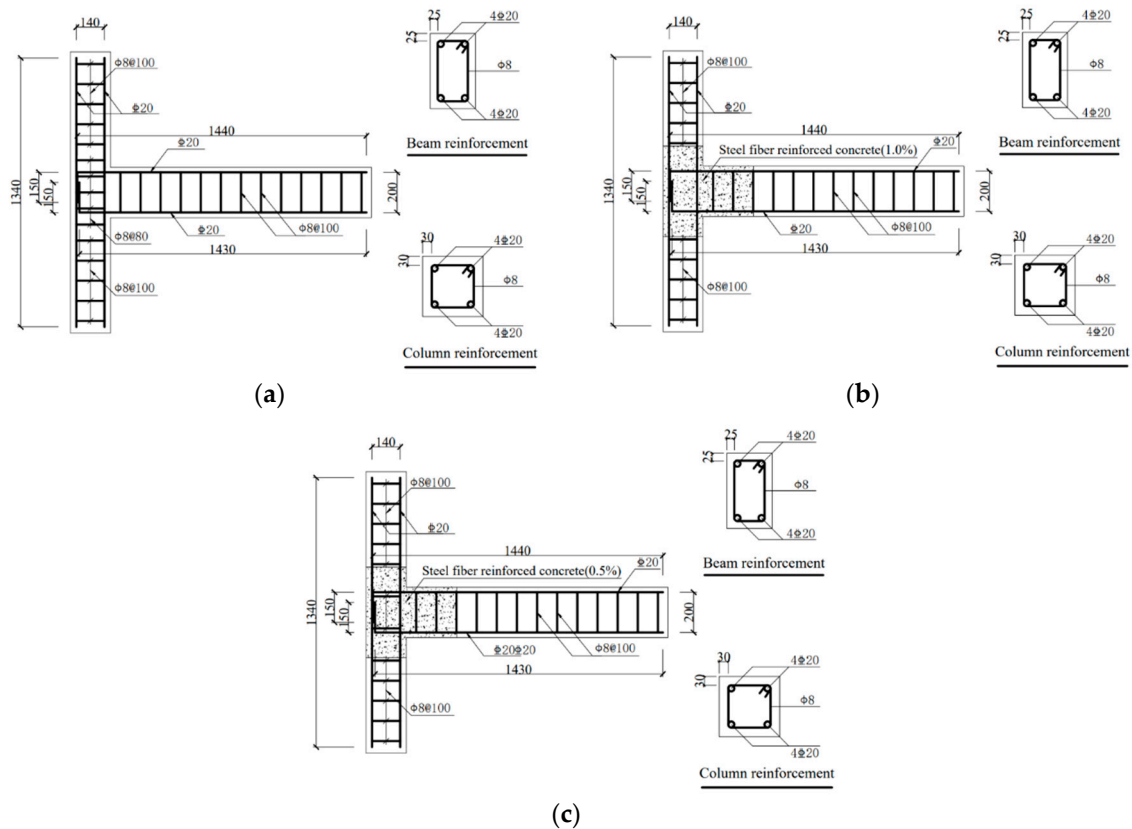 140
Φ8@100
Φ20
1440
Φ20
1340
150
150
200
Φ8@80
Φ20
Φ8@100
1430
Φ8@100
25
25
4Φ20
Φ8
4Φ20
Beam reinforcement
30
30
4Φ20
Φ8
4Φ20
Column reinforcement
(a)
140
Φ8@100
Φ20
1440
Steel fiber reinforced concrete(1.0%)
Φ20
1340
150
150
200
Φ20
Φ8@100
1430
Φ8@100
25
25
4Φ20
Φ8
4Φ20
Beam reinforcement
30
30
4Φ20
Φ8
4Φ20
Column reinforcement
(b)
140
Φ8@100
Φ20
1440
Steel fiber reinforced concrete(0.5%)
Φ20
1340
150
150
200
Φ20Φ20
Φ8@100
1430
Φ8@100
25
25
4Φ20
Φ8
4Φ20
Beam reinforcement
30
30
4Φ20
Φ8
4Φ20
Column reinforcement
(c)